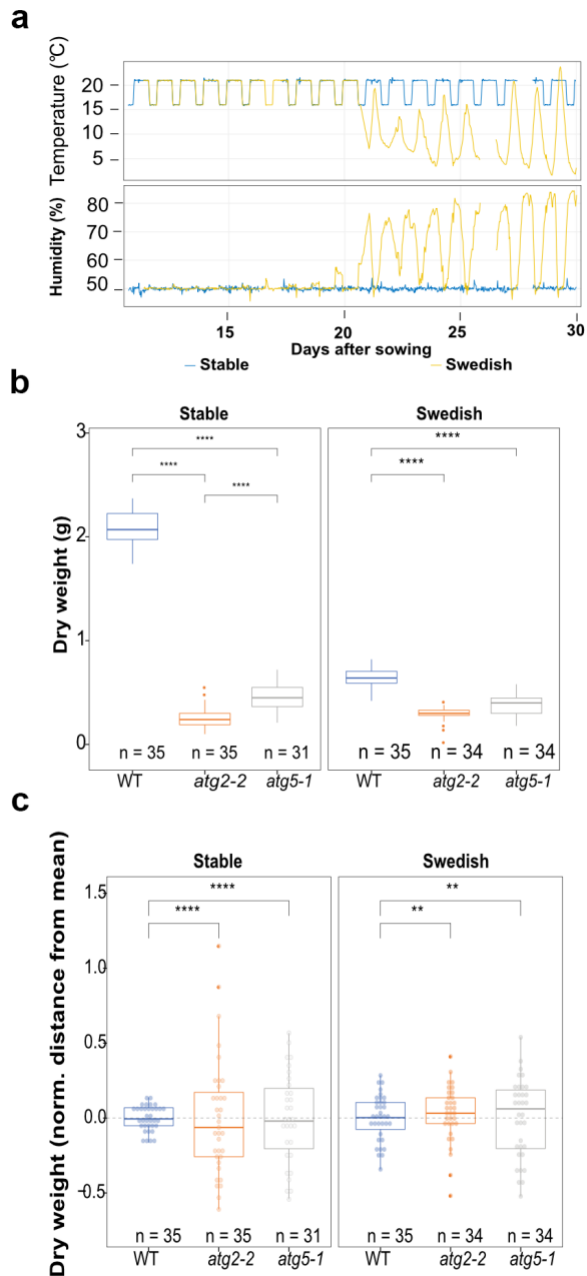 a
Temperature (°C)
20
15
10
5
Humidity (%)
80
70
60
50
15 20 25 30
Days after sowing
Stable Swedish
b
Stable Swedish
Dry weight (g)
3
2
1
0
**** ****
**** ****
****
n = 35 n = 35 n = 31 n = 35 n = 34 n = 34
WT atg2-2 atg5-1 WT atg2-2 atg5-1
c
Stable Swedish
Dry weight (norm. distance from mean)
1.5
1.0
0.5
0.0
-0.5
**** **
**** **
n = 35 n = 35 n = 31 n = 35 n = 34 n = 34
WT atg2-2 atg5-1 WT atg2-2 atg5-1